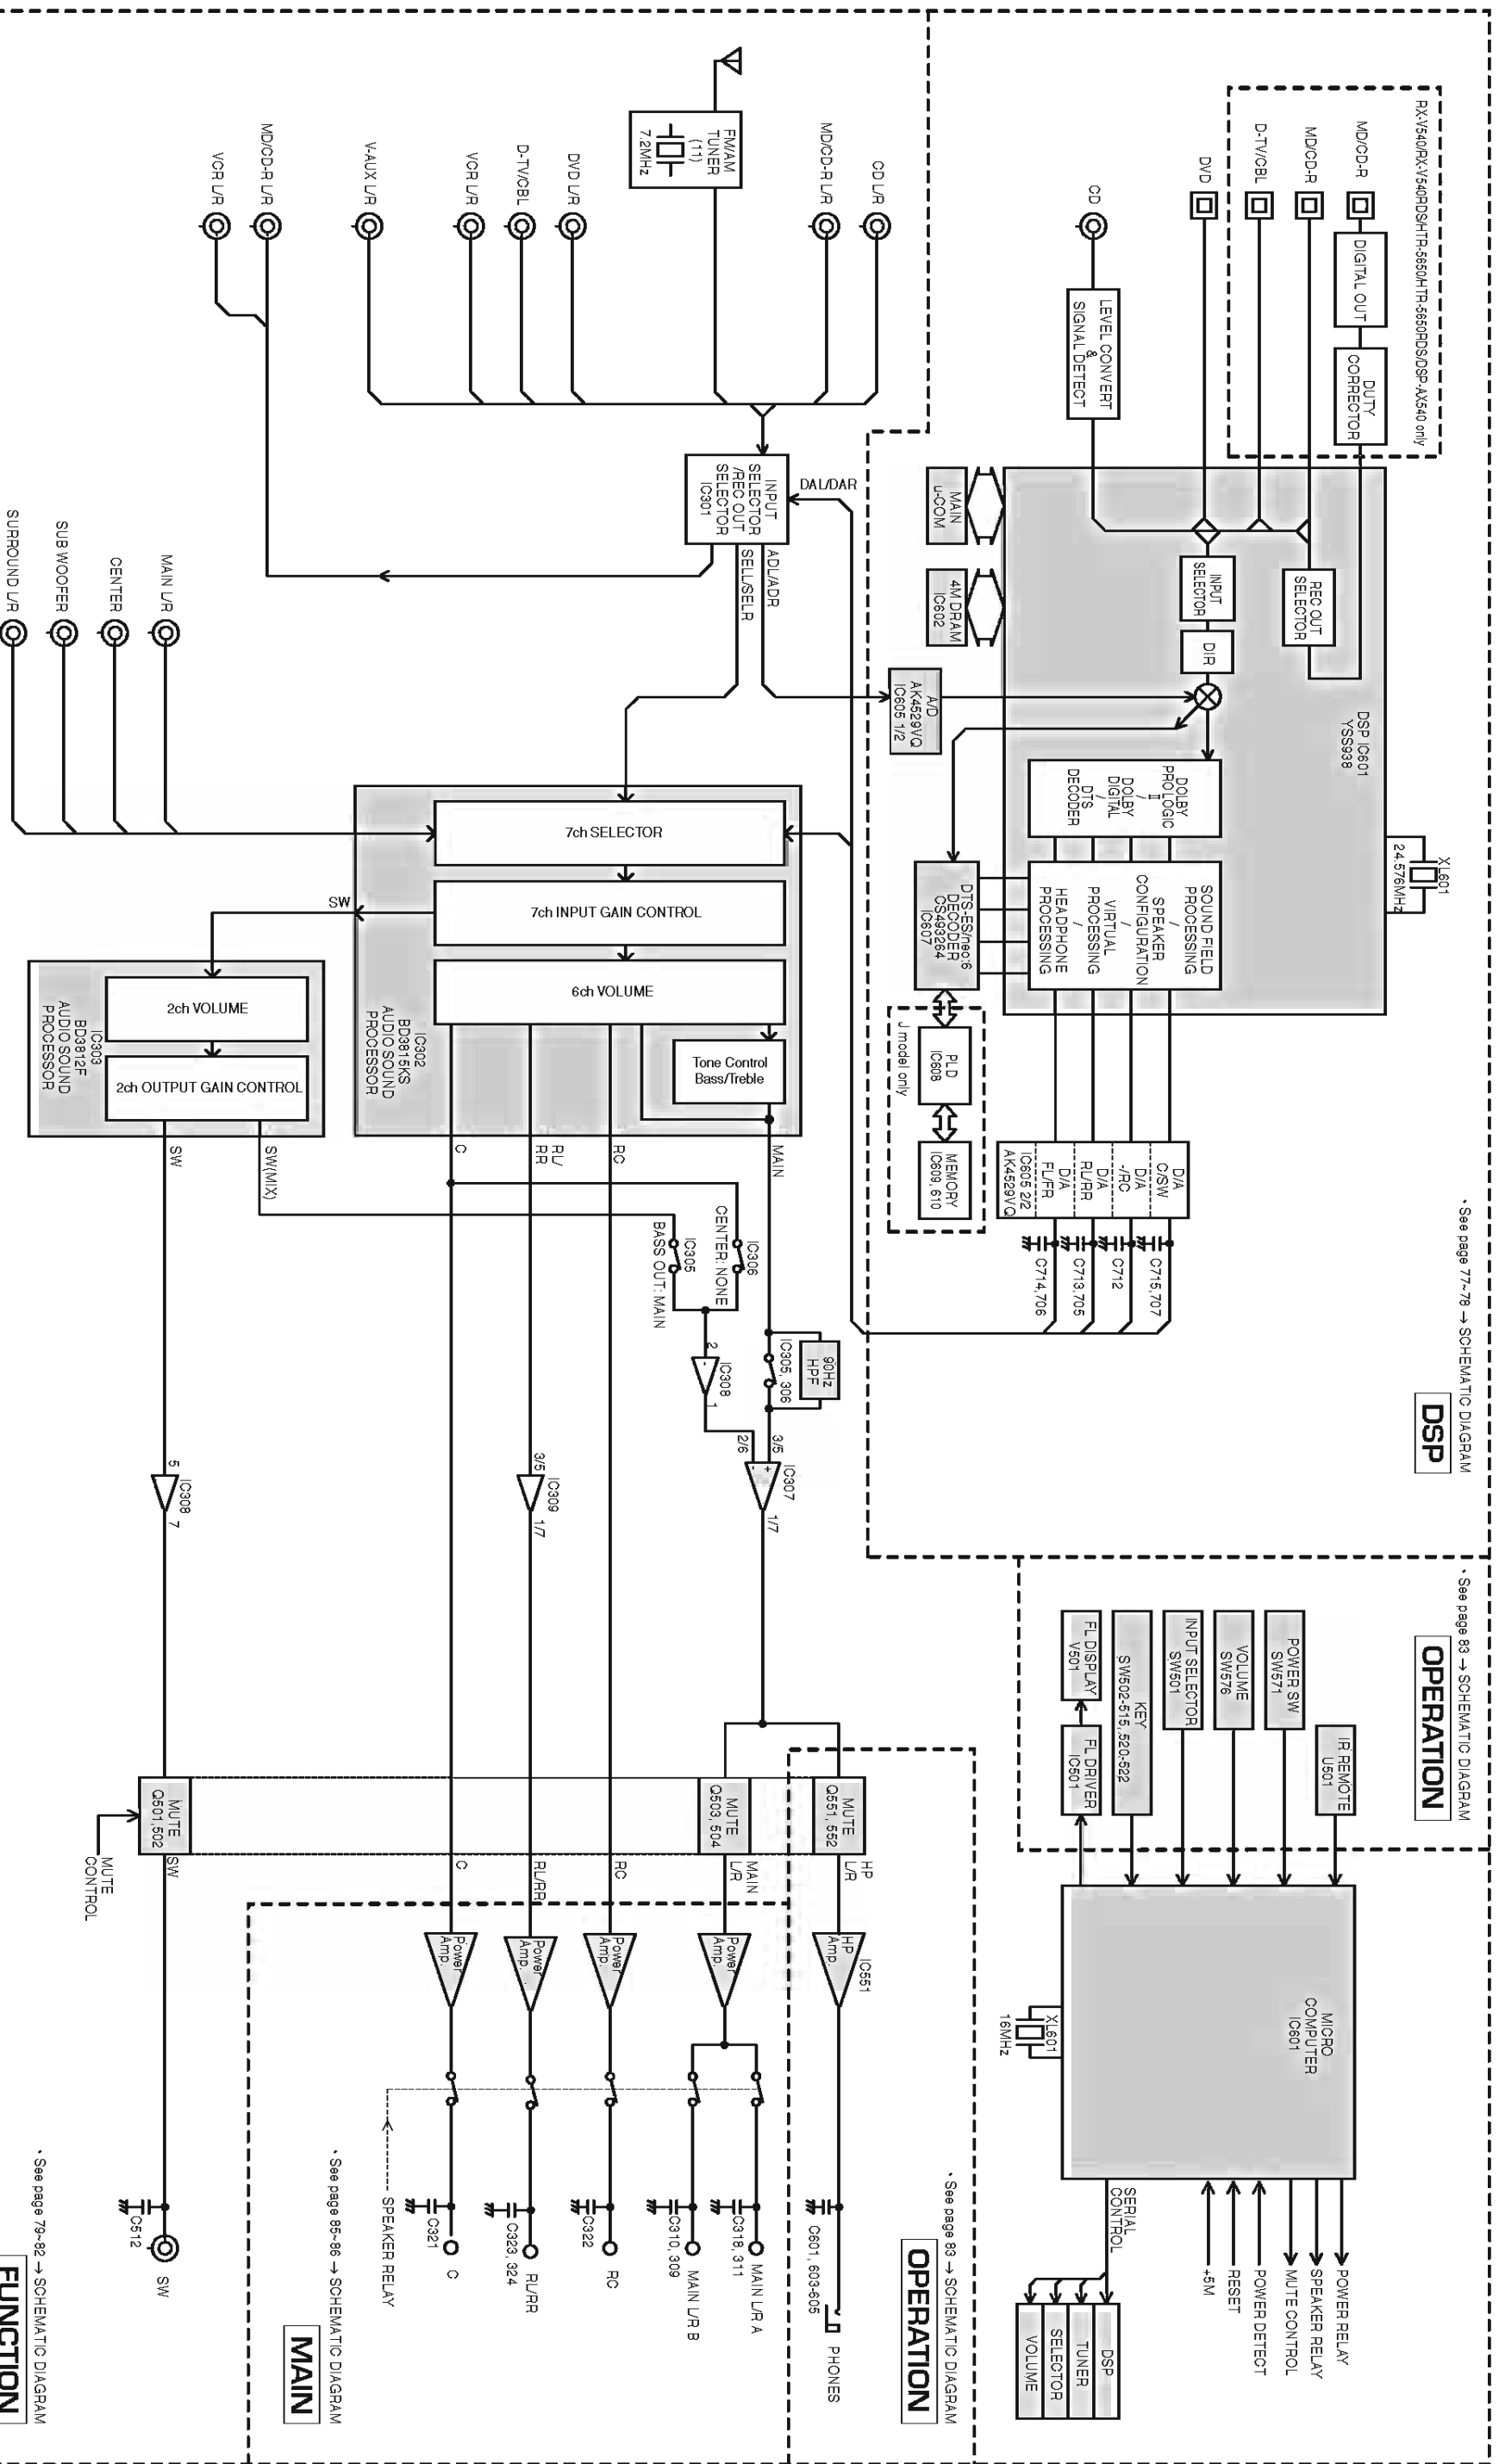 • See page 77~78 → SCHEMATIC DIAGRAM
DSP
RX-V540/RX-V540RDS/HTR-5650/HTR-5650RDS/DSP-AX540 only
MD/CD-R
DIGITAL OUT
DUTY
CORRECTOR
MD/CD-R
D-TV/CBL
DVD
CD
LEVEL CONVERT
&
SIGNAL DETECT
REC OUT
SELECTOR
INPUT
SELECTOR
DIR
DSP IC601
YSS938
XL601
24.576MHz
MAIN
u-COM
4M DRAM
IC602
A/D
AK4529VQ
IC605 1/2
DOLBY
PRO LOGIC
II
/
DOLBY
DIGITAL
/
DTS
DECODER
SOUND FIELD
PROCESSING
/
SPEAKER
CONFIGURATION
/
VIRTUAL
PROCESSING
/
HEADPHONE
PROCESSING
DTS-ES/neo:6
DECODER
CS493264
IC607
PLD
IC608
MEMORY
IC609, 610
J model only
D/A
C/SW
D/A
-/RC
D/A
RL/RR
D/A
FL/FR
IC605 2/2
AK4529VQ
C715,707
C712
C713,705
C714,706
• See page 83 → SCHEMATIC DIAGRAM
OPERATION
IR REMOTE
U501
POWER SW
SW571
VOLUME
SW576
INPUT SELECTOR
SW501
KEY
SW502-515, 520-522
FL DISPLAY
V501
FL DRIVER
IC501
MICRO
COMPUTER
IC601
XL601
16MHz
POWER RELAY
SPEAKER RELAY
MUTE CONTROL
POWER DETECT
RESET
+5M
SERIAL
CONTROL
DSP
TUNER
SELECTOR
VOLUME
CD L/R
MD/CD-R L/R
FM/AM
TUNER
(11)
7.2MHz
DVD L/R
D-TV/CBL
VCR L/R
V-AUX L/R
MD/CD-R L/R
VCR L/R
DAL/DAR
INPUT
SELECTOR
/REC OUT
SELECTOR
IC301
ADL/ADR
SELL/SELR
MAIN L/R
CENTER
SUB WOOFER
SURROUND L/R
7ch SELECTOR
7ch INPUT GAIN CONTROL
6ch VOLUME
Tone Control
Bass/Treble
IC302
BD3815KS
AUDIO SOUND
PROCESSOR
SW
2ch VOLUME
2ch OUTPUT GAIN CONTROL
IC303
BD3812F
AUDIO SOUND
PROCESSOR
MAIN
RC
RL/
RR
C
SW(MIX)
SW
90Hz
HPF
IC305, 306
IC306
CENTER: NONE
IC305
BASS OUT: MAIN
2
IC308
1
3/5
2/6
+
-
IC307
1/7
3/5
IC309
1/7
5
IC308
7
MUTE
Q551, 552
HP
L/R
MUTE
Q503, 504
MAIN
L/R
RC
RL/RR
C
MUTE
Q501,502
SW
MUTE
CONTROL
IC551
HP
Amp.
Power
Amp.
Power
Amp.
Power
Amp.
Power
Amp.
C601, 603-605
PHONES
C318, 311
MAIN L/R A
C310, 309
MAIN L/R B
C322
RC
C323, 324
RL/RR
C321
C
SPEAKER RELAY
C512
SW
• See page 83 → SCHEMATIC DIAGRAM
OPERATION
• See page 85~86 → SCHEMATIC DIAGRAM
MAIN
• See page 79~82 → SCHEMATIC DIAGRAM
FUNCTION